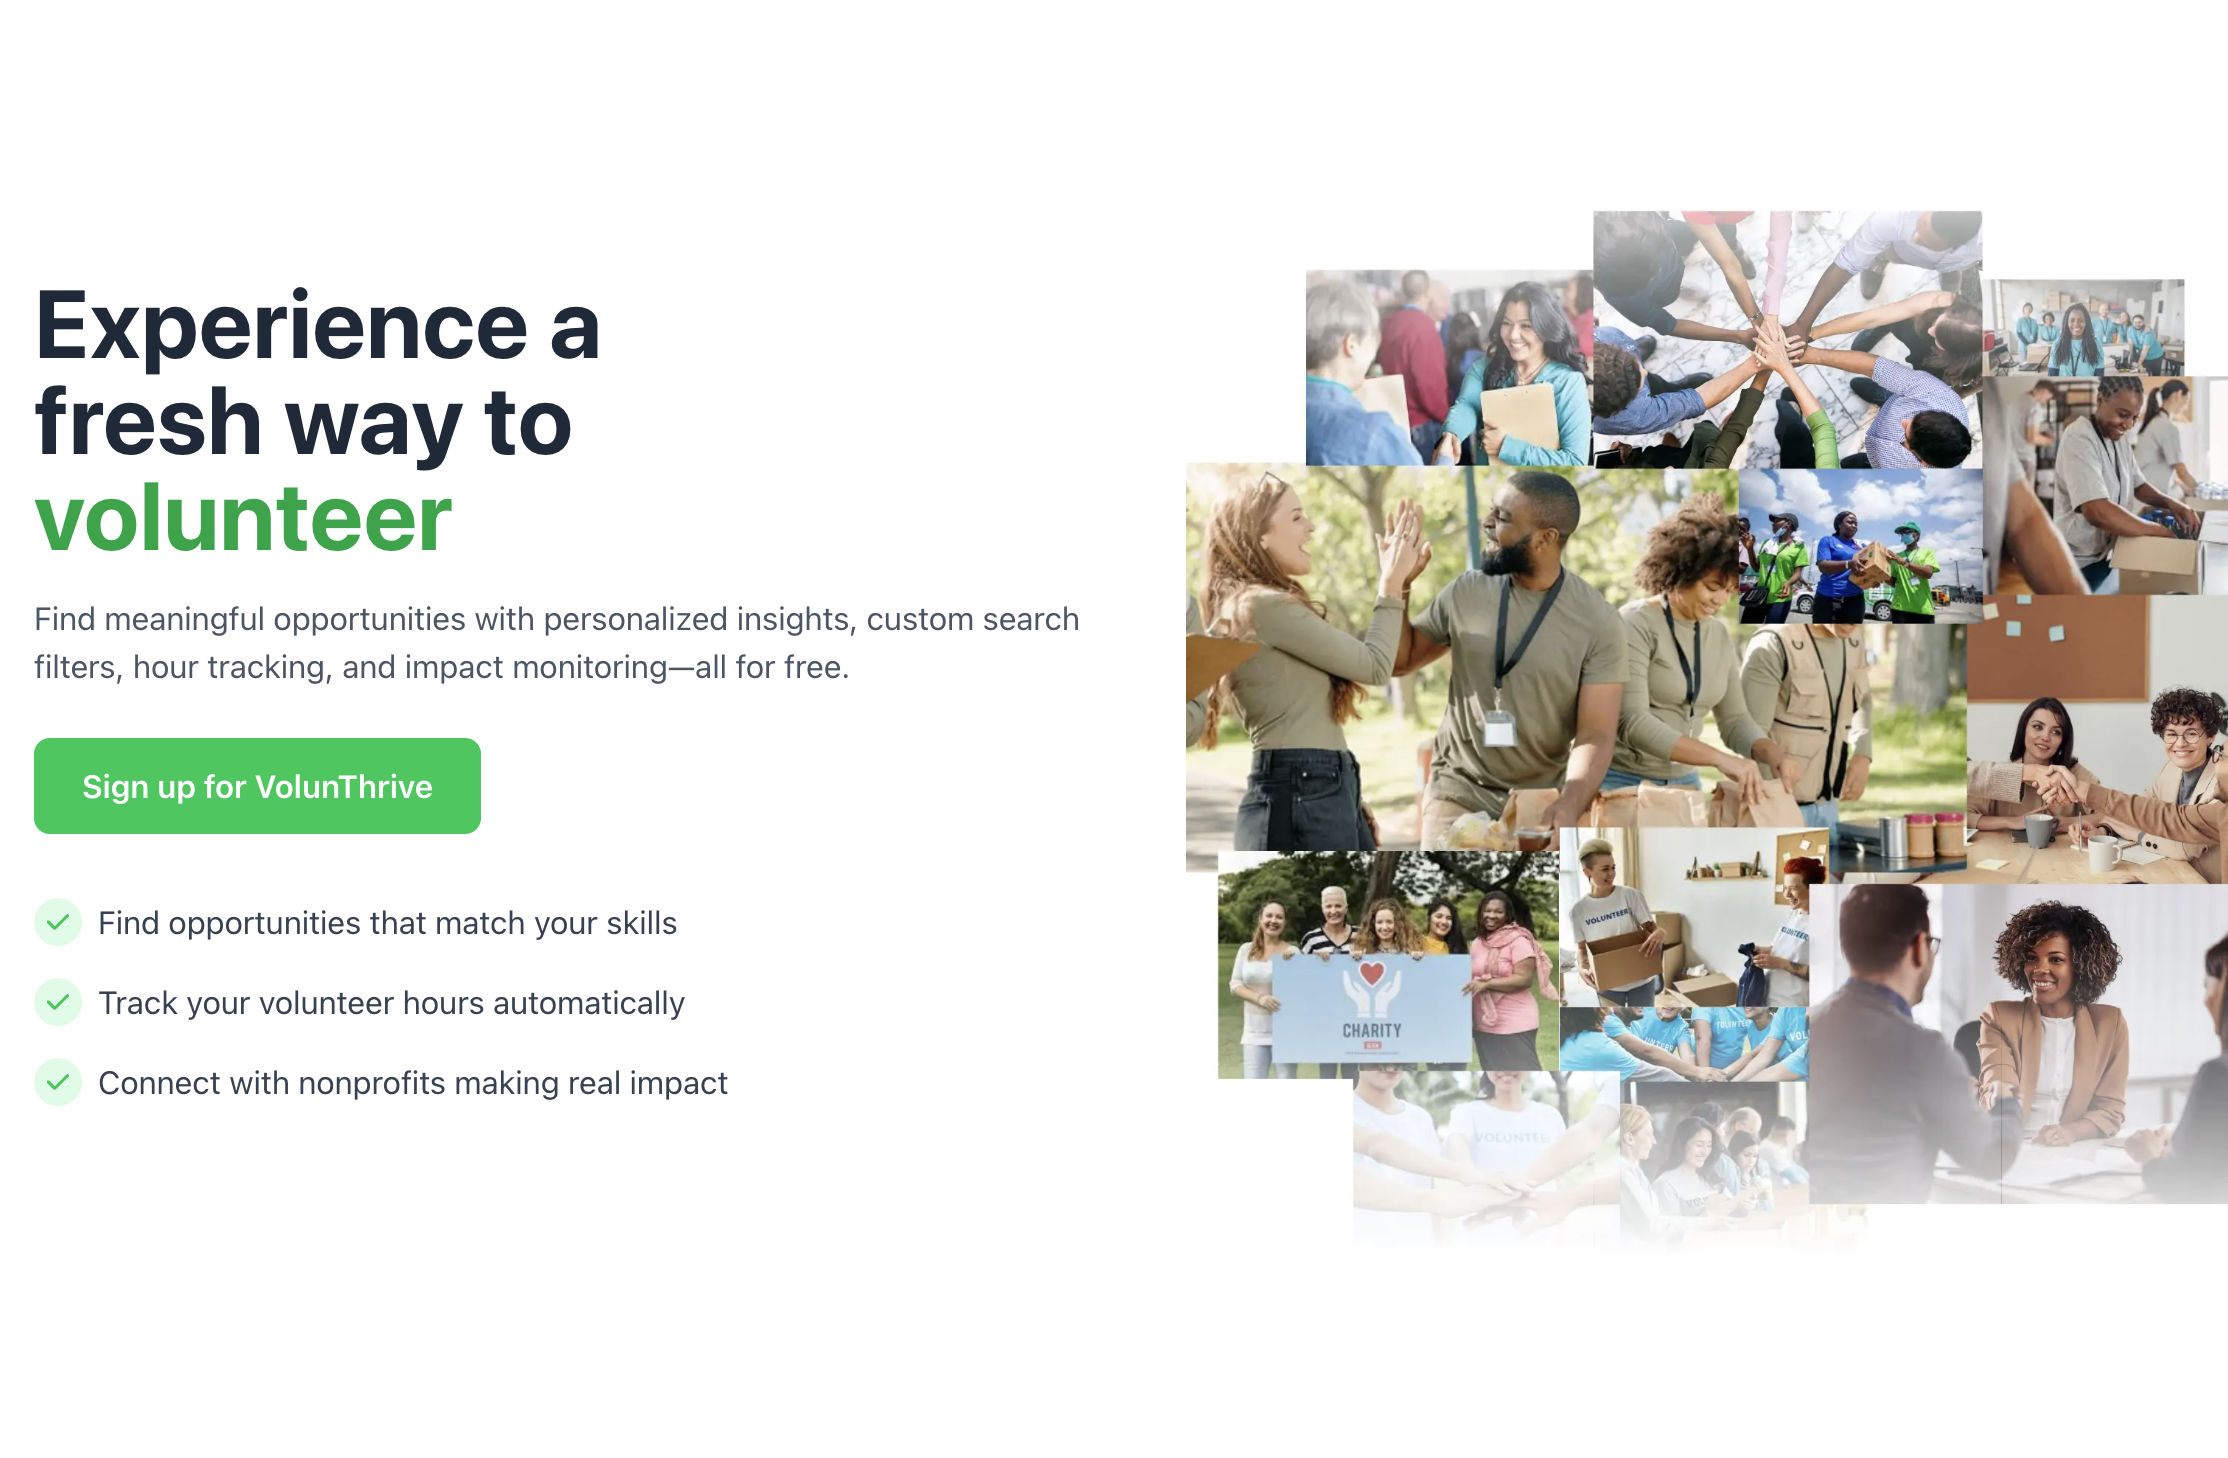 Experience a
fresh way to
volunteer
Find meaningful opportunities with personalized insights, custom search
filters, hour tracking, and impact monitoring—all for free.
Sign up for VolunThrive
Find opportunities that match your skills
Track your volunteer hours automatically
Connect with nonprofits making real impact
VOLUNTEER
CHARITY